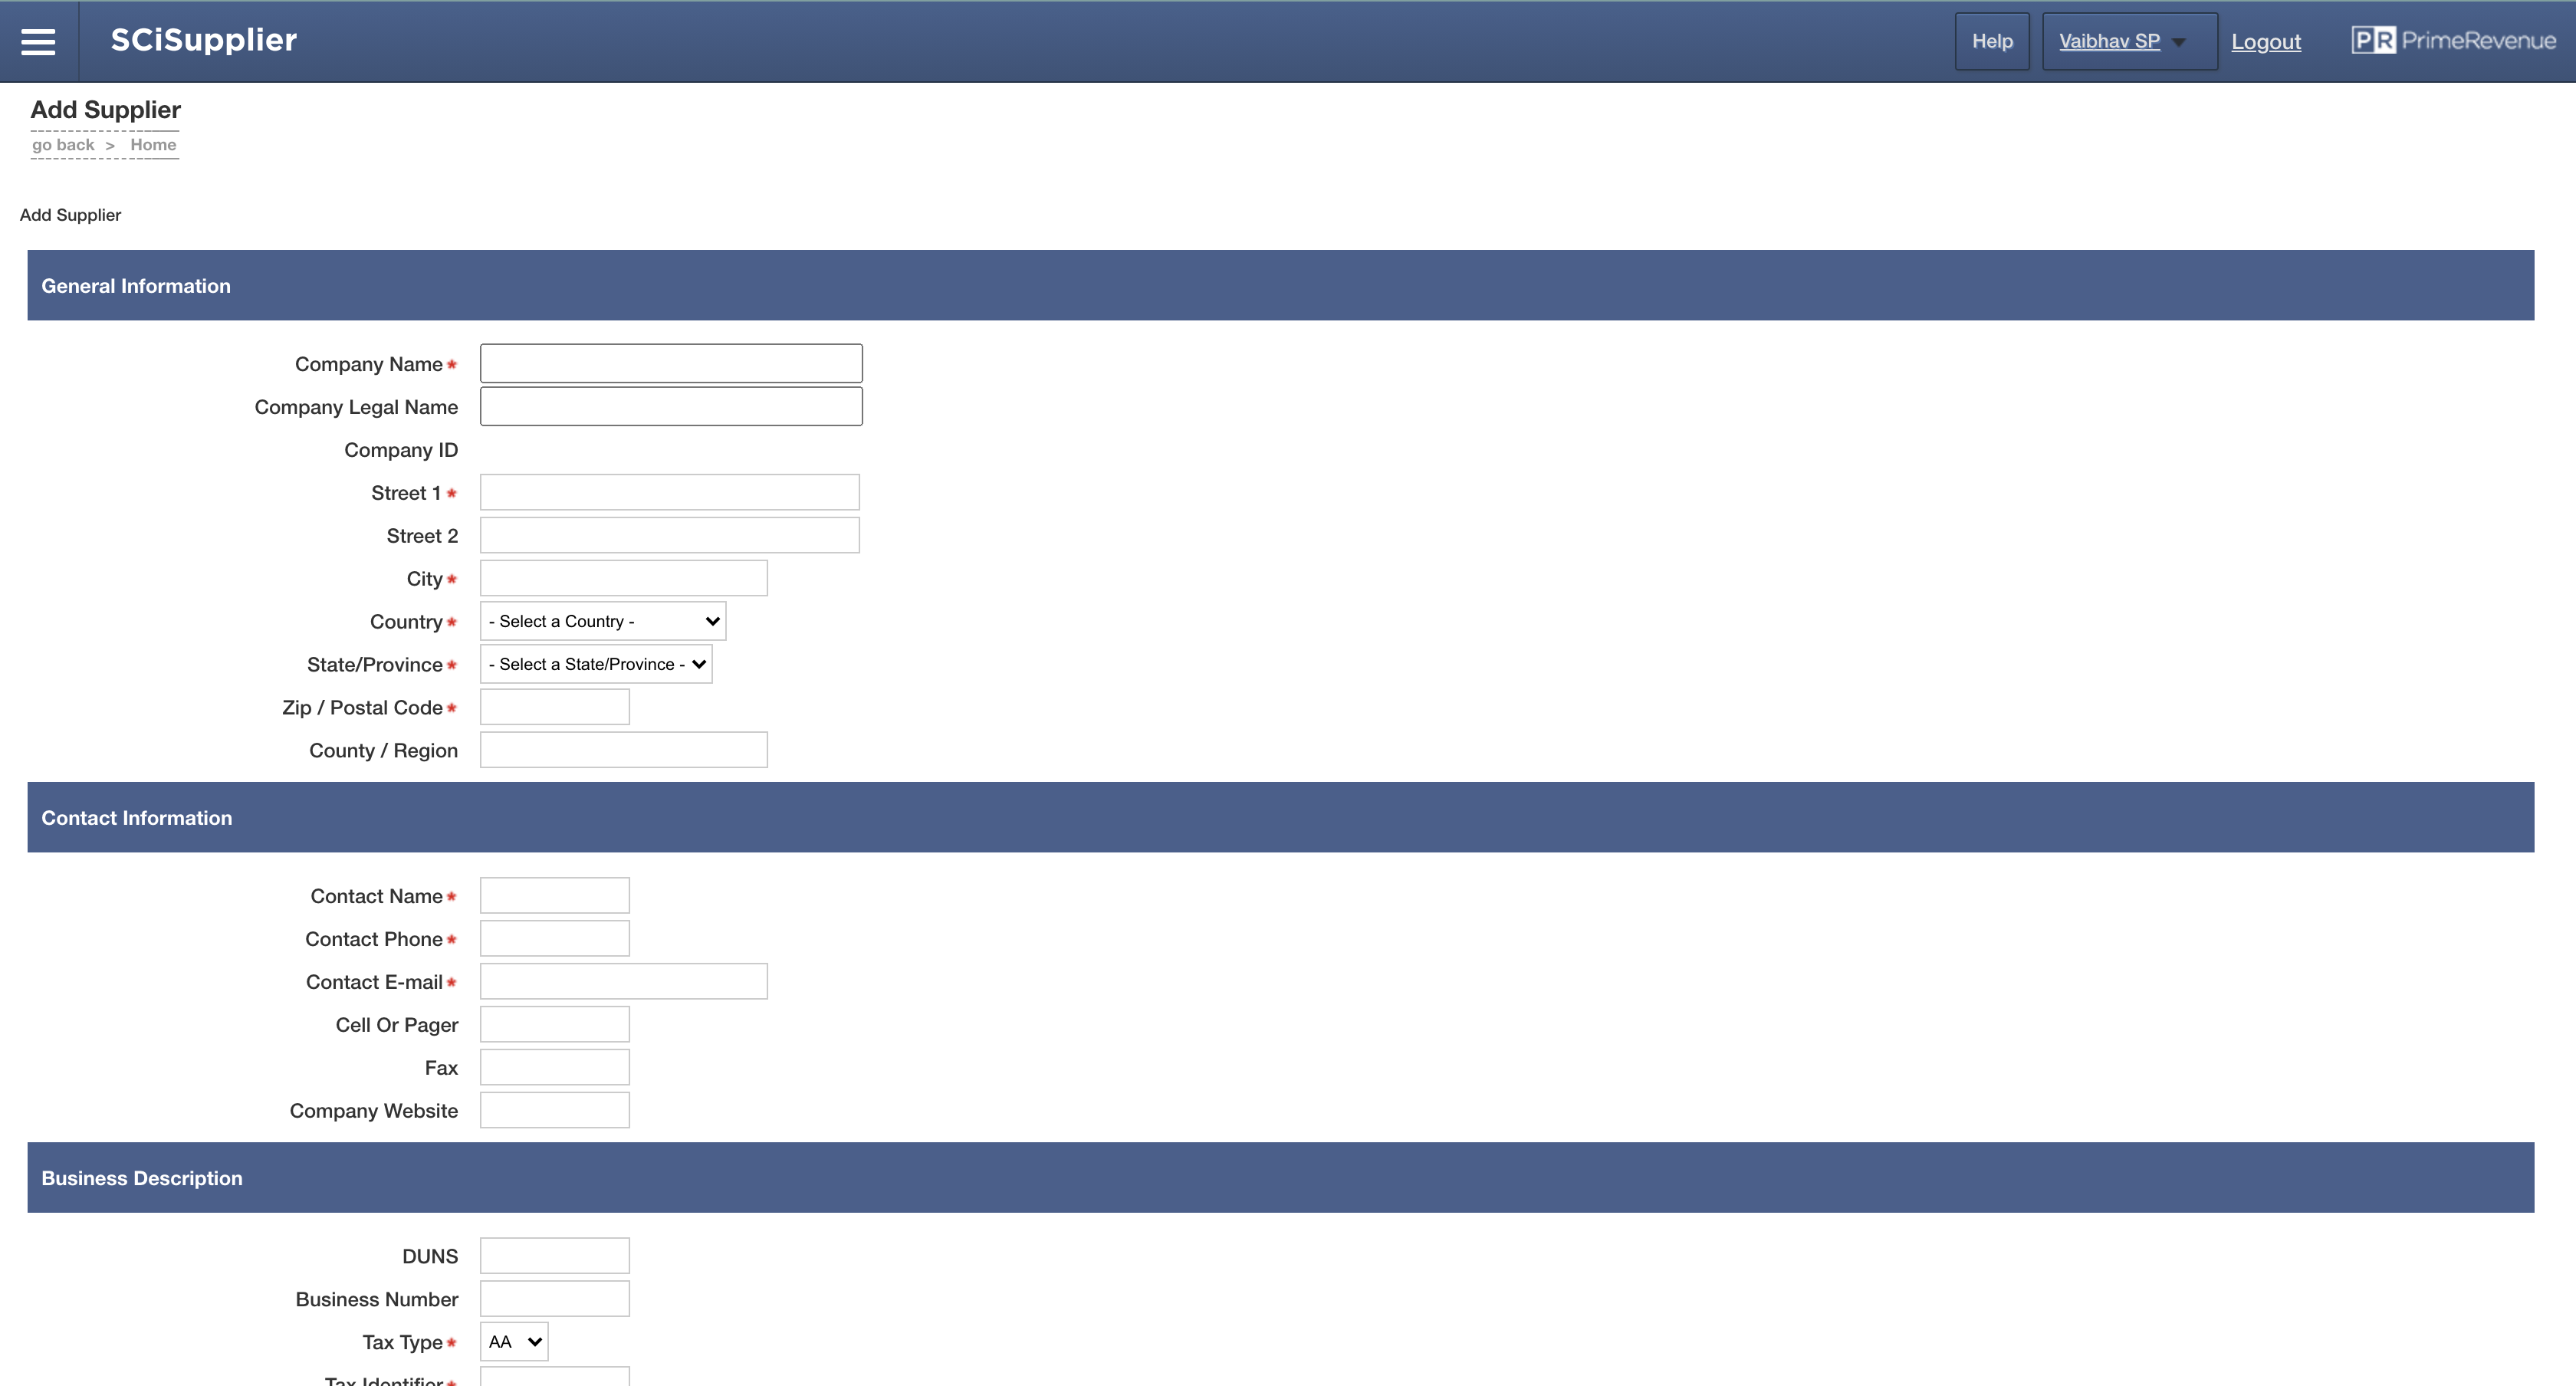 SCiSupplier
Help
Vaibhav SP
Logout
PR PrimeRevenue
Add Supplier
go back > Home
Add Supplier
General Information
Company Name*
Company Legal Name
Company ID
Street 1*
Street 2
City*
Country* - Select a Country -
State/Province* - Select a State/Province -
Zip / Postal Code*
County / Region
Contact Information
Contact Name*
Contact Phone*
Contact E-mail*
Cell Or Pager
Fax
Company Website
Business Description
DUNS
Business Number
Tax Type* AA
Tax Identifier*